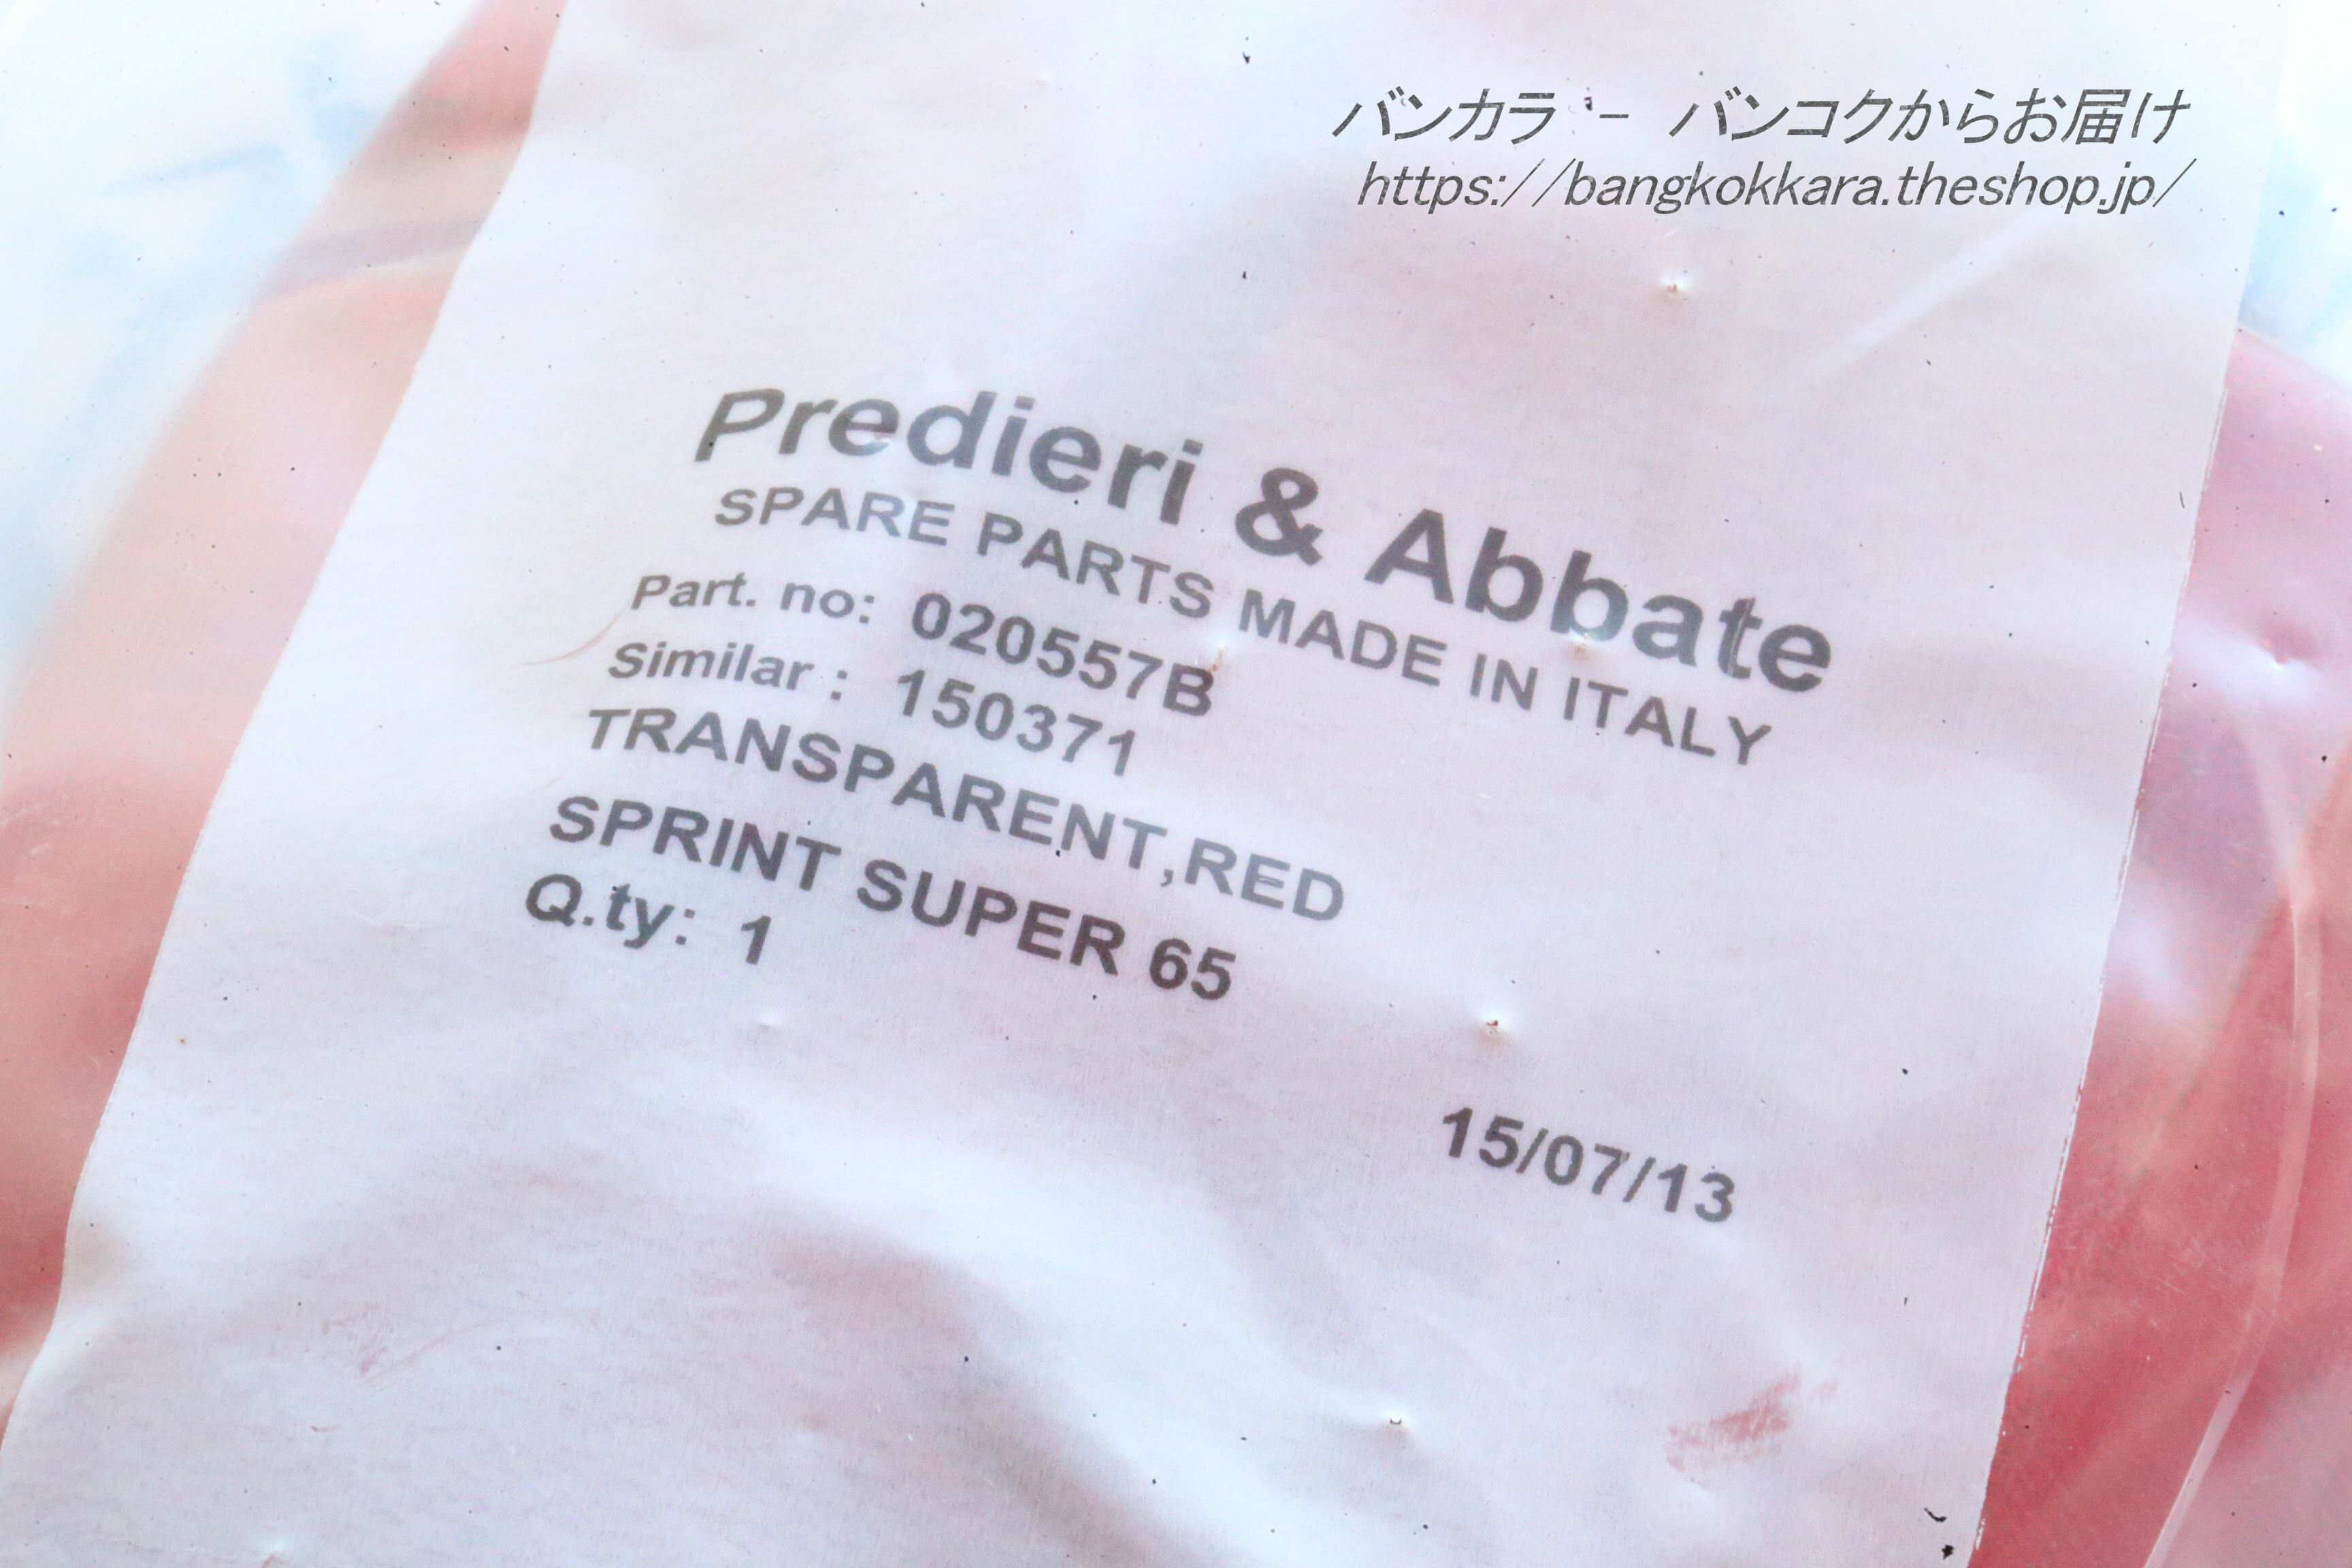 バンカラ - バンコクからお届け
https://bangkokkara.theshop.jp/
Predieri & Abbate
SPARE PARTS MADE IN ITALY
Part. no: 020557B
Similar : 150371
TRANSPARENT,RED
SPRINT SUPER 65
Q.ty: 1
15/07/13